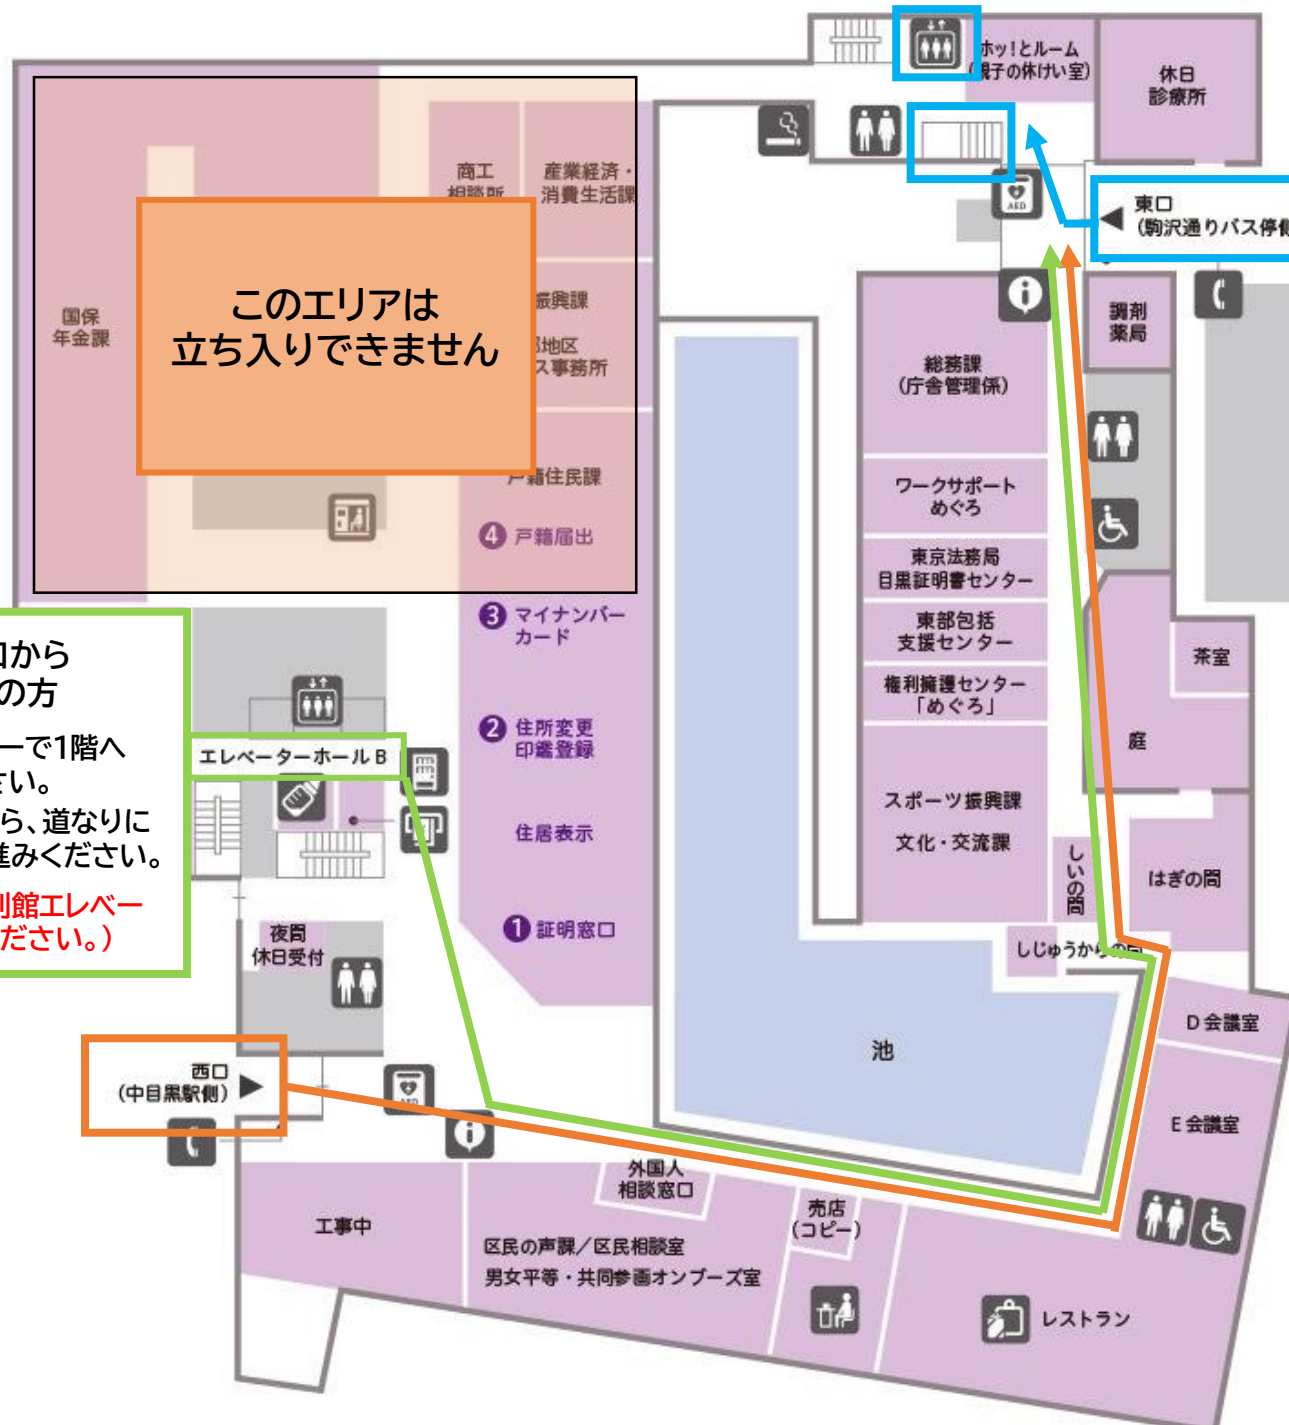 ホッ!とルーム
(親子の休けい室)
休日
診療所
商工
相談所
産業経済・
消費生活課
AED
東口
(駒沢通りバス停側
このエリアは
立ち入りできません
国保
年金課
振興課
地区
ス事務所
調剤
薬局
総務課
(庁舎管理係)
戸籍住民課
ワークサポート
めぐろ
4 戸籍届出
東京法務局
目黒証明書センター
3 マイナンバー
カード
東部包括
支援センター
茶室
口から
の方
権利擁護センター
「めぐろ」
ーで1階へ
さい。
ら、道なりに
進みください。
別館エレベー
ください。)
エレベーターホール B
2 住所変更
印鑑登録
庭
スポーツ振興課
文化・交流課
住居表示
しいの間
はぎの間
1 証明窓口
夜間
休日受付
しじゅうからの間
D 会議室
池
西口
(中目黒駅側)
AED
E 会議室
外国人
相談窓口
売店
(コピー)
工事中
区民の声課/区民相談室
男女平等・共同参画オンブーズ室
レストラン